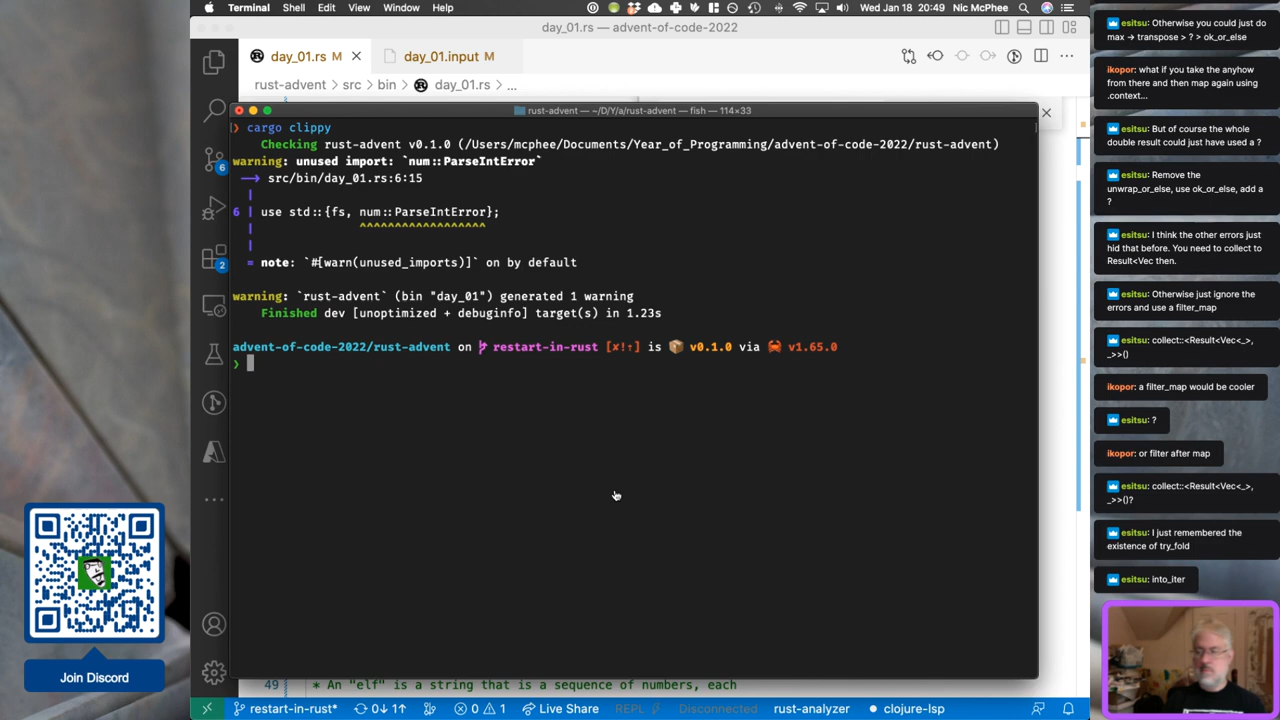 Terminal Shell Edit View Window Help
Wed Jan 18 20:49 Nic McPhee
day_01.rs — advent-of-code-2022
day_01.rs M
day_01.input M
rust-advent > src > bin > day_01.rs > ...
rust-advent — ~/D/Y/a/rust-advent — fish — 114×33
❯ cargo clippy
Checking rust-advent v0.1.0 (/Users/mcphee/Documents/Year_of_Programming/advent-of-code-2022/rust-advent)
warning: unused import: `num::ParseIntError`
--> src/bin/day_01.rs:6:15
|
6 | use std::{fs, num::ParseIntError};
| ^^^^^^^^^^^^^^^^^^
|
= note: `#[warn(unused_imports)]` on by default
warning: `rust-advent` (bin "day_01") generated 1 warning
Finished dev [unoptimized + debuginfo] target(s) in 1.23s
advent-of-code-2022/rust-advent on restart-in-rust [✘!⇡] is 📦 v0.1.0 via 🦀 v1.65.0
❯
6
2
49 * An "elf" is a string that is a sequence of numbers, each
restart-in-rust* 0↓ 1↑ 0 1 Live Share REPL Disconnected rust-analyzer clojure-lsp
Join Discord
esitsu: Otherwise you could just do
max -> transpose > ? > ok_or_else
ikopor: what if you take the anyhow
from there and then map again using
.context...
esitsu: But of course the whole
double result could just have used a ?
esitsu: Remove the
unwrap_or_else, use ok_or_else, add a
?
esitsu: I think the other errors just
hid that before. You need to collect to
Result<Vec then.
esitsu: Otherwise just ignore the
errors and use a filter_map
esitsu: collect::<Result<Vec<_>,
_>>()
ikopor: a filter_map would be cooler
esitsu: ?
ikopor: or filter after map
esitsu: collect::<Result<Vec<_>,
_>>()?
esitsu: I just remembered the
existence of try_fold
esitsu: into_iter